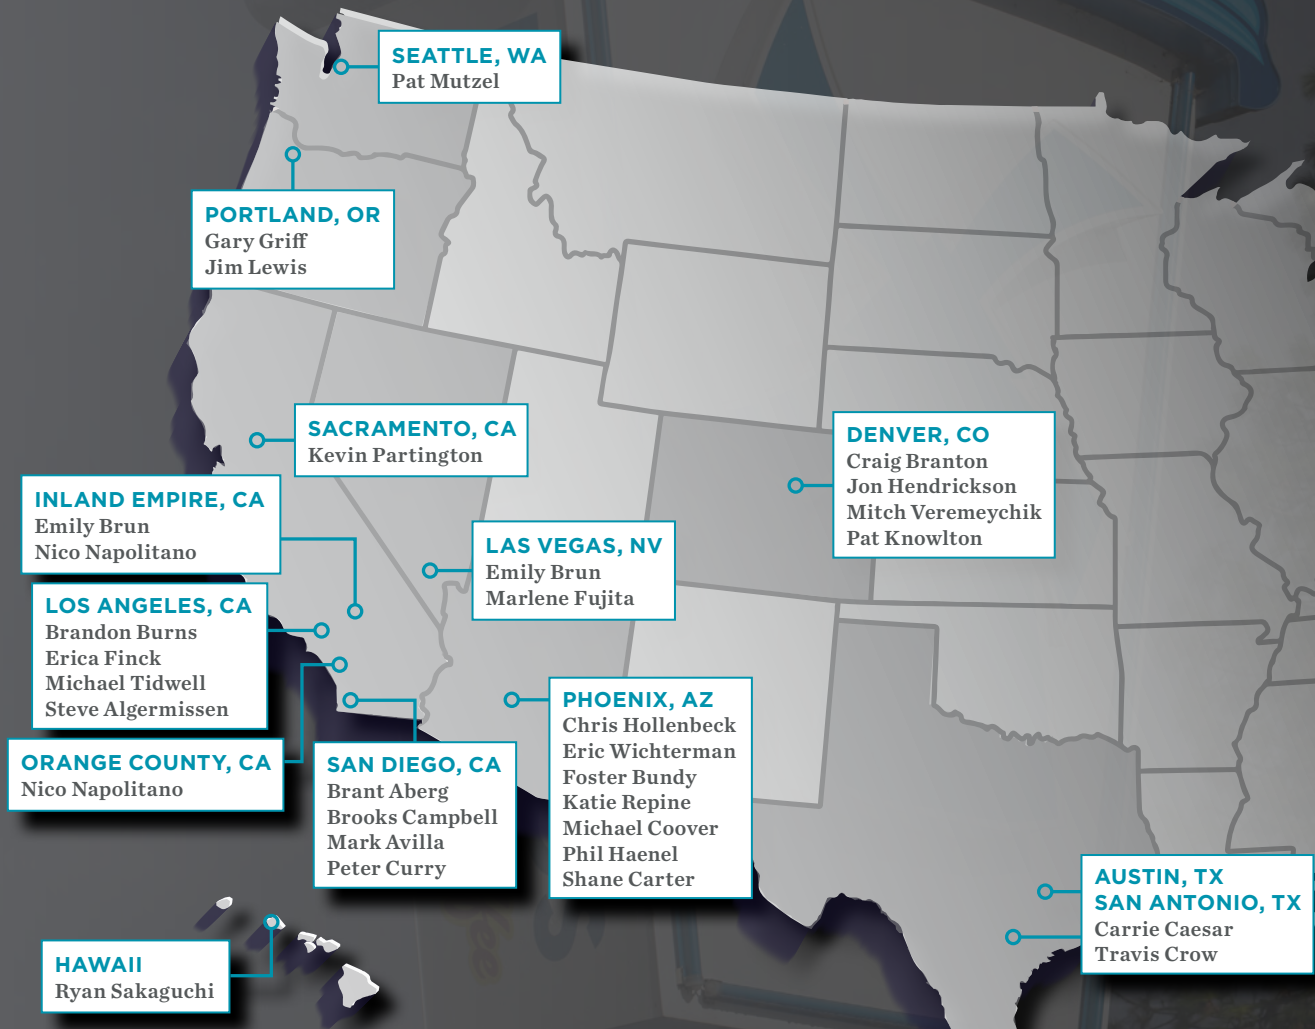 SEATTLE, WA
Pat Mutzel
PORTLAND, OR
Gary Griff
Jim Lewis
SACRAMENTO, CA
Kevin Partington
DENVER, CO
Craig Branton
Jon Hendrickson
Mitch Veremeychik
Pat Knowlton
INLAND EMPIRE, CA
Emily Brun
Nico Napolitano
LAS VEGAS, NV
Emily Brun
Marlene Fujita
LOS ANGELES, CA
Brandon Burns
Erica Finck
Michael Tidwell
Steve Algermissen
ORANGE COUNTY, CA
Nico Napolitano
SAN DIEGO, CA
Brant Aberg
Brooks Campbell
Mark Avilla
Peter Curry
PHOENIX, AZ
Chris Hollenbeck
Eric Wichterman
Foster Bundy
Katie Repine
Michael Coover
Phil Haenel
Shane Carter
AUSTIN, TX
SAN ANTONIO, TX
Carrie Caesar
Travis Crow
HAWAII
Ryan Sakaguchi